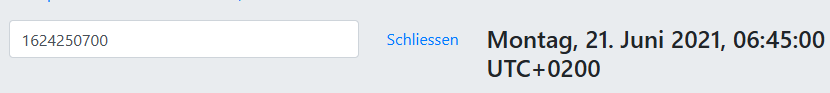 1624250700
Schliessen
Montag, 21. Juni 2021, 06:45:00
UTC+0200